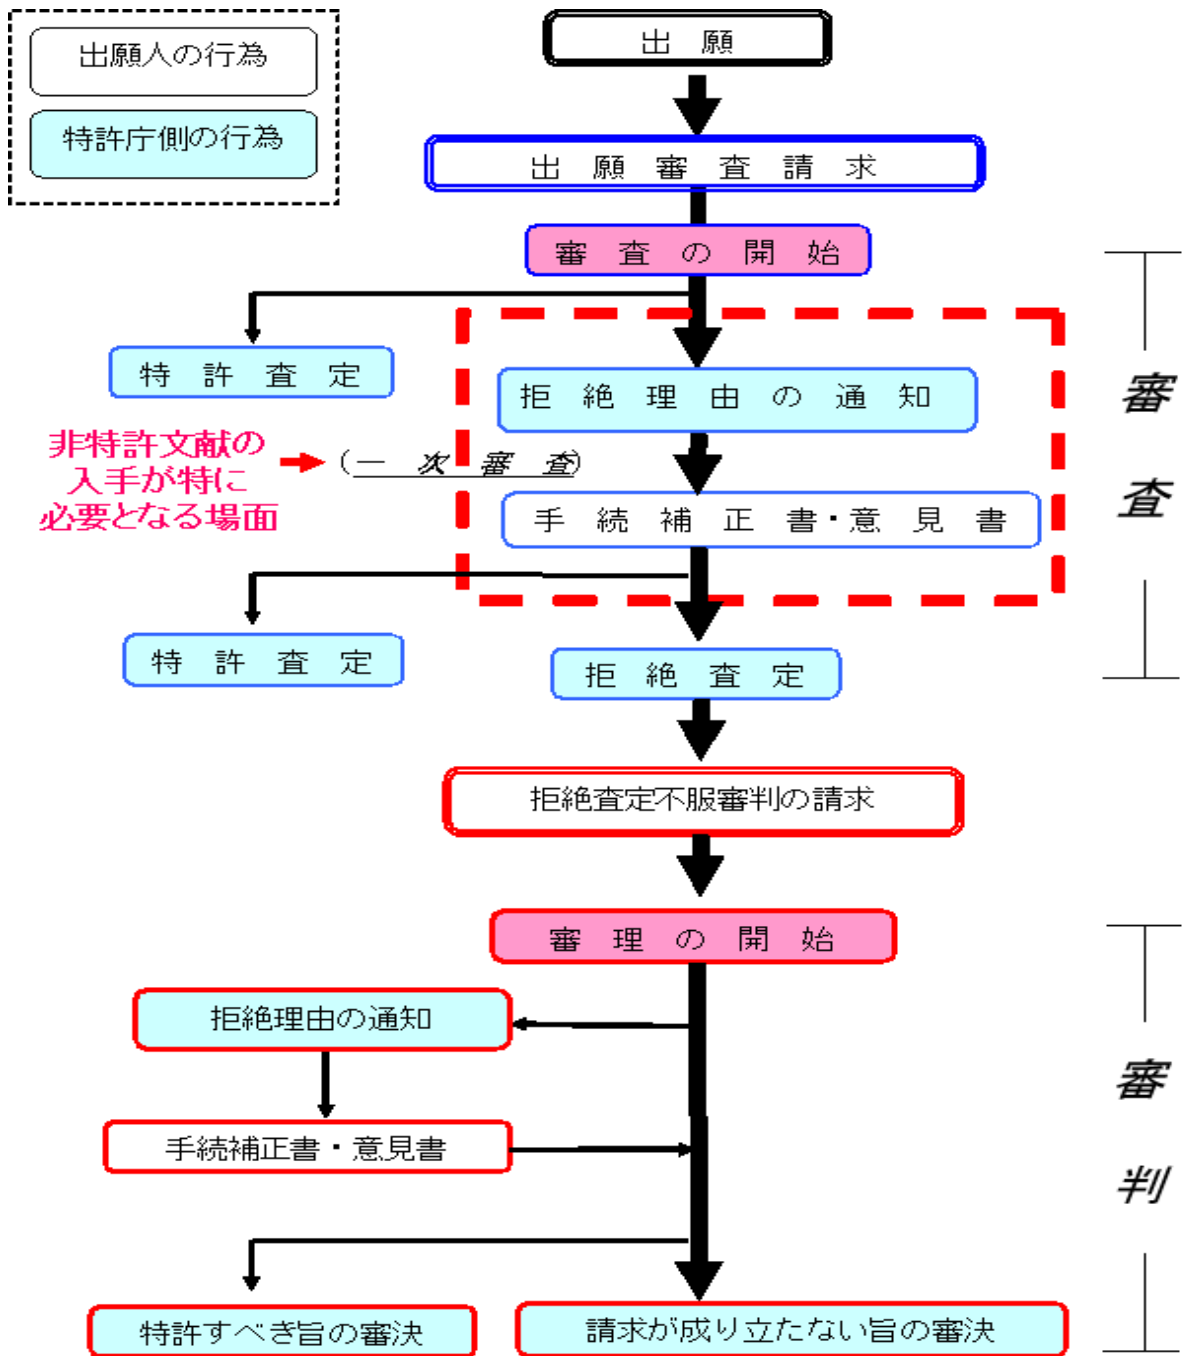 出願人の行為
特許庁側の行為
出願
出願審査請求
審査の開始
特許査定
拒絶理由の通知
非特許文献の
入手が特に
必要となる場面
(一次審査)
手続補正書・意見書
特許査定
拒絶査定
審査
拒絶査定不服審判の請求
審理の開始
拒絶理由の通知
手続補正書・意見書
特許すべき旨の審決
請求が成り立たない旨の審決
審判